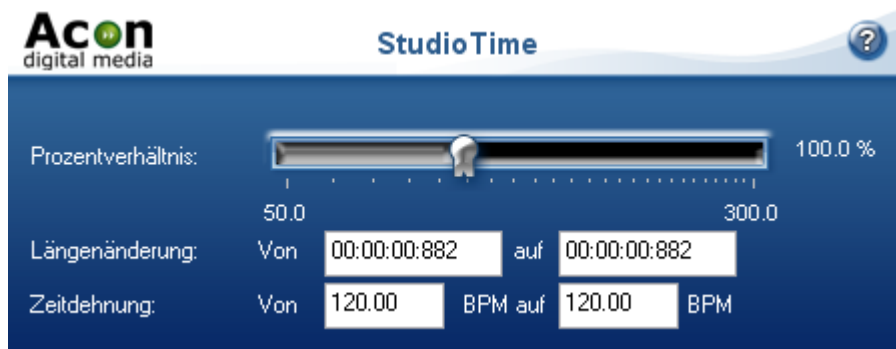 Acon
digital media
StudioTime
?
Prozentverhältnis:
100.0 %
50.0
300.0
Längenänderung: Von 00:00:00:882 auf 00:00:00:882
Zeitdehnung: Von 120.00 BPM auf 120.00 BPM